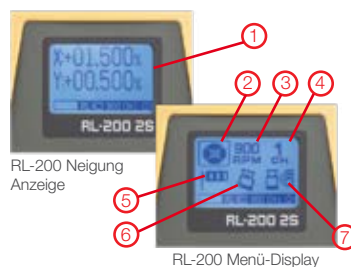 1
X+01.500%
Y+00.500%
RL-200 2S
2
3
4
RL-200 Neigung
Anzeige
900
RPM
1
CH.
5
6
RL-200 2S
7
RL-200 Menü-Display